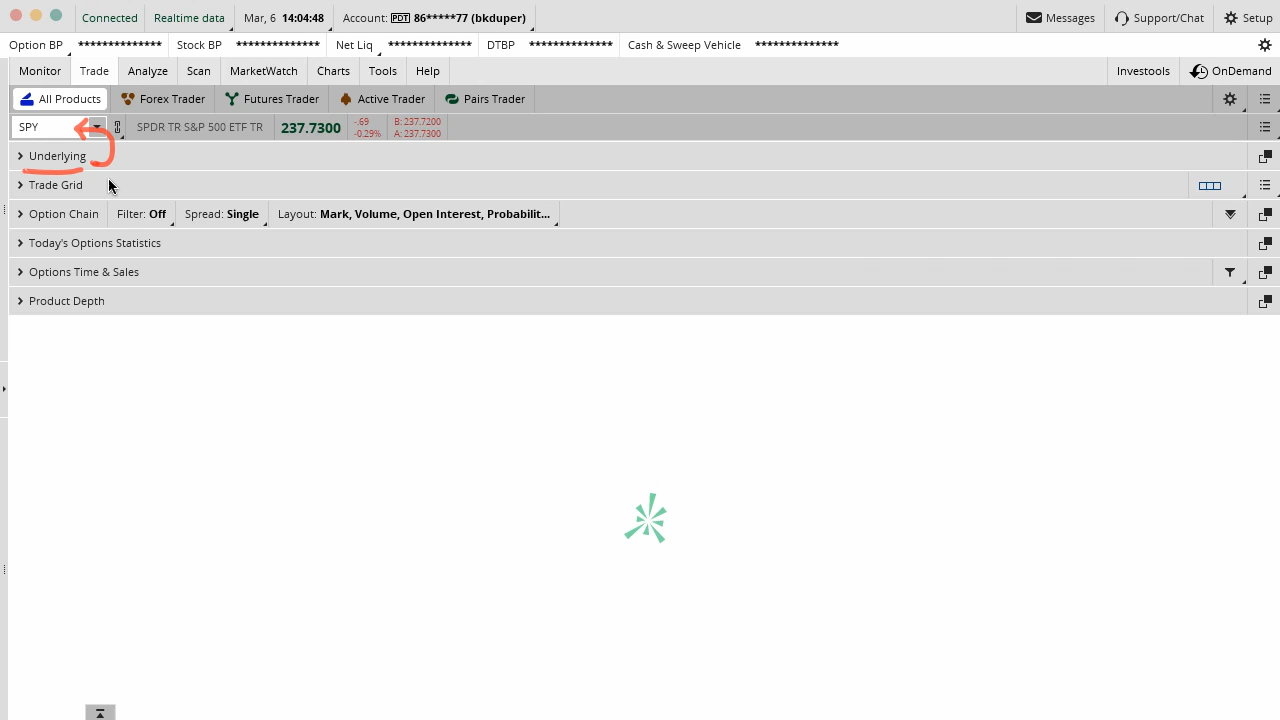 Connected Realtime data Mar, 6 14:04:48 Account: PDT 86*****77 (bkduper) Messages Support/Chat Setup
Option BP ************** Stock BP ************** Net Liq ************** DTBP ************** Cash & Sweep Vehicle **************
Monitor Trade Analyze Scan MarketWatch Charts Tools Help Investools OnDemand
All Products Forex Trader Futures Trader Active Trader Pairs Trader
SPY SPDR TR S&P 500 ETF TR 237.7300 -.69 -0.29% B: 237.7200 A: 237.7300
Underlying
Trade Grid
Option Chain Filter: Off Spread: Single Layout: Mark, Volume, Open Interest, Probabilit...
Today's Options Statistics
Options Time & Sales
Product Depth